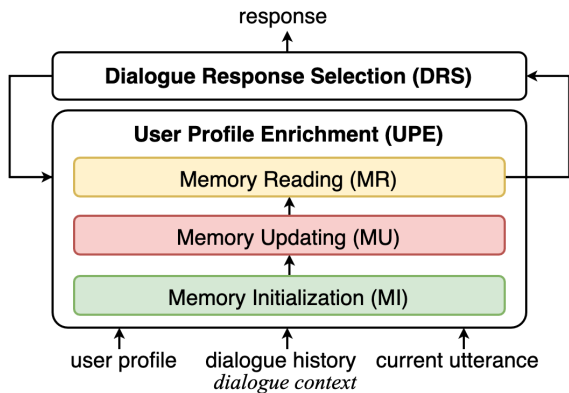 response
Dialogue Response Selection (DRS)
User Profile Enrichment (UPE)
Memory Reading (MR)
Memory Updating (MU)
Memory Initialization (MI)
user profile dialogue history current utterance
dialogue context